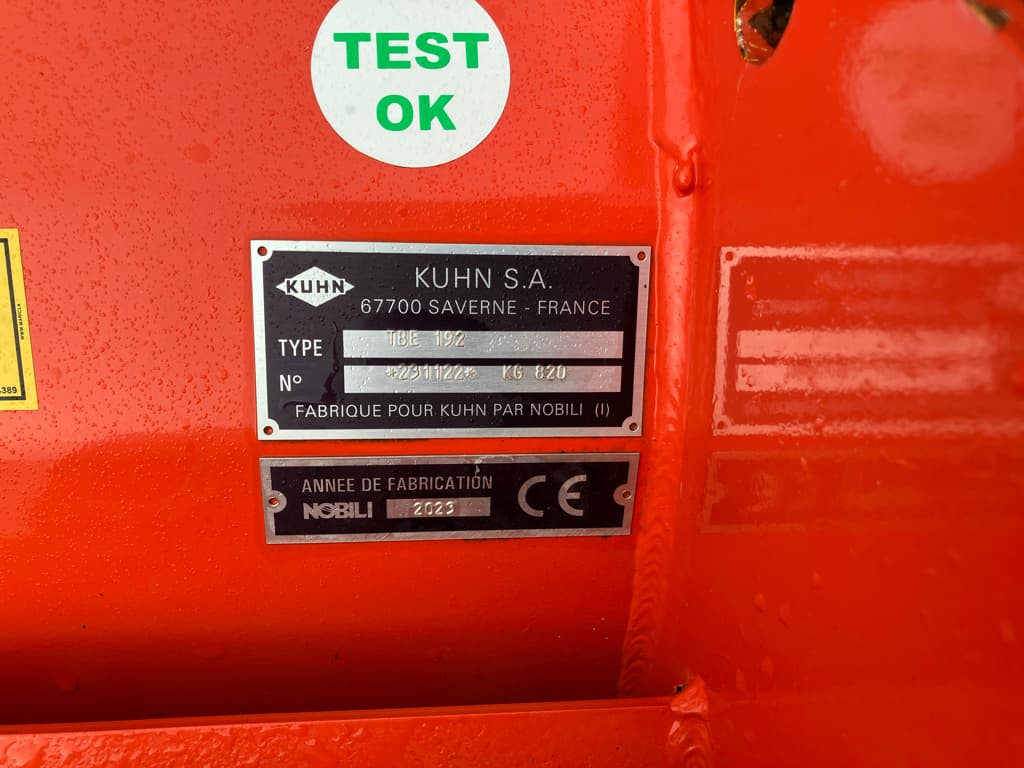 TEST
OK
KUHN
KUHN S.A.
67700 SAVERNE - FRANCE
TYPE TBE 192
N° *231122* KG 820
FABRIQUE POUR KUHN PAR NOBILI (I)
ANNEE DE FABRICATION
NOBILI 2023
CE